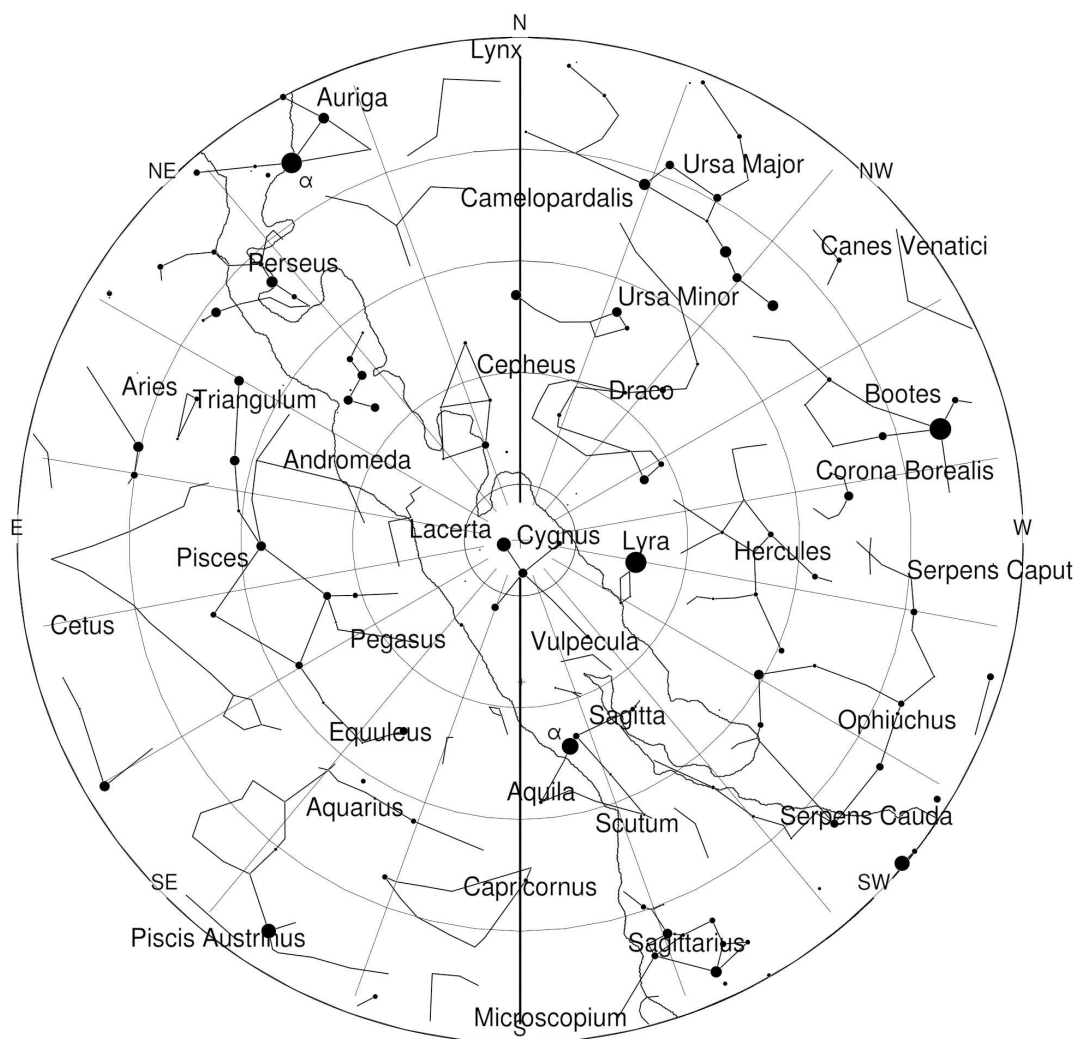 N
Lynx
Auriga
NE
α
Ursa Major
NW
Camelopardalis
Canes Venatici
Perseus
Ursa Minor
Cepheus
Aries
Triangulum
Draco
Bootes
Andromeda
Corona Borealis
E
Lacerta
Cygnus
Lyra
Hercules
W
Pisces
Serpens Caput
Cetus
Pegasus
Vulpecula
Equuleus
α
Sagitta
Ophiuchus
Aquarius
Aquila
Scutum
Serpens Cauda
SE
Capricornus
SW
Piscis Austrinus
Sagittarius
Microscopium
S